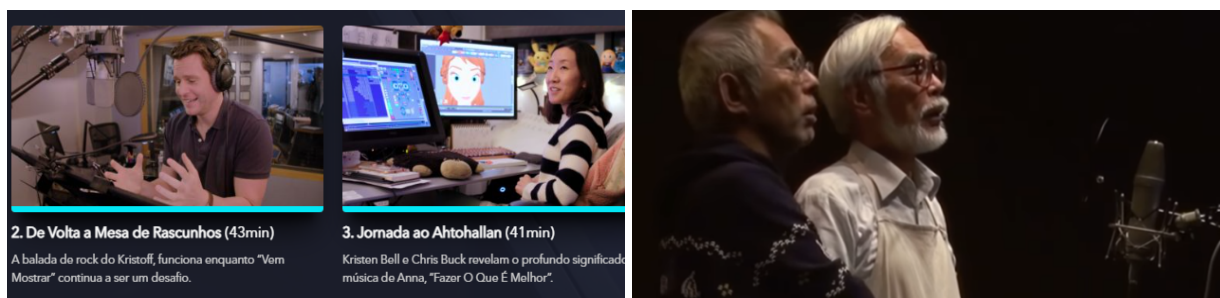 2. De Volta a Mesa de Rascunhos (43min)
A balada de rock do Kristoff, funciona enquanto "Vem
Mostrar" continua a ser um desafio.
3. Jornada ao Ahtohallan (41min)
Kristen Bell e Chris Buck revelam o profundo significado
música de Anna, "Fazer O Que É Melhor".